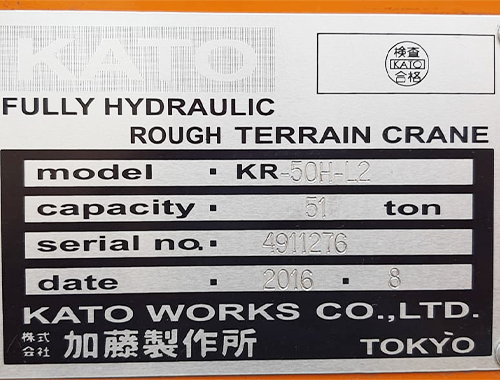 KATO
検査
KATO
合格
FULLY HYDRAULIC
ROUGH TERRAIN CRANE
model · KR-50H-L2
capacity · 51 ton
serial no. · 4911276
date · 2016 · 8
KATO WORKS CO.,LTD.
株式会社 加藤製作所 TOKYO